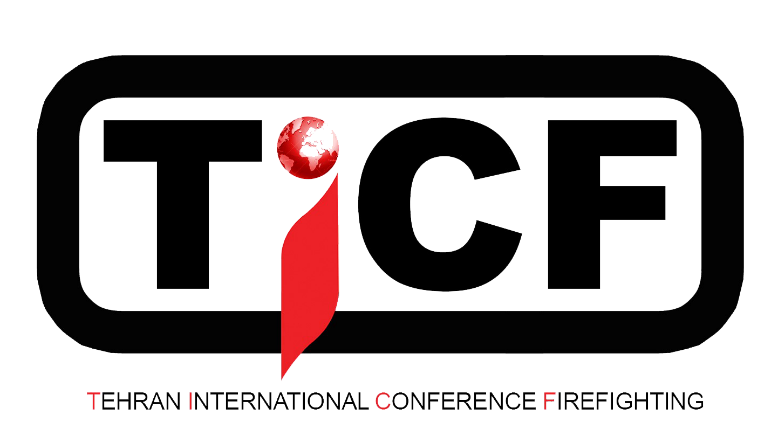 TiCF
TEHRAN INTERNATIONAL CONFERENCE FIREFIGHTING